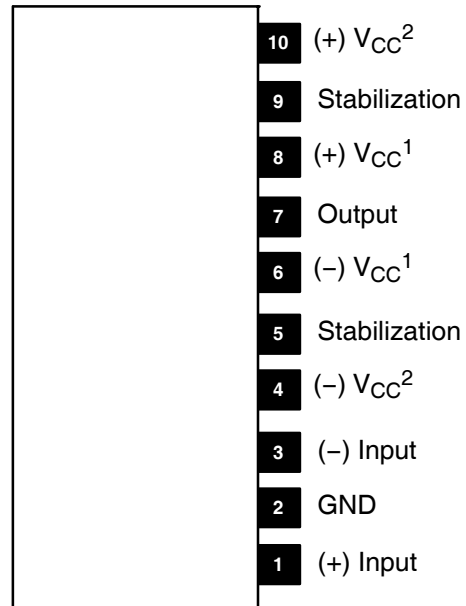 10 (+) VCC2
9 Stabilization
8 (+) VCC1
7 Output
6 (−) VCC1
5 Stabilization
4 (−) VCC2
3 (−) Input
2 GND
1 (+) Input